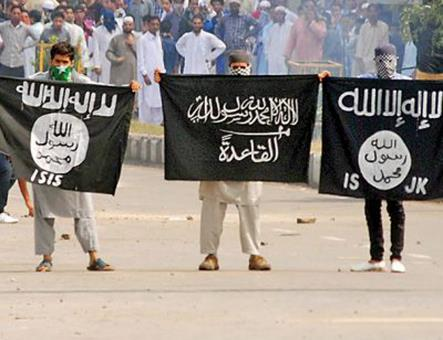 لا إله إلا الله
الله
رسول
محمد
ISIS
لا إله إلا الله محمد رسول الله
القاعدة
لا إله إلا الله
الله
رسول
محمد
IS JK